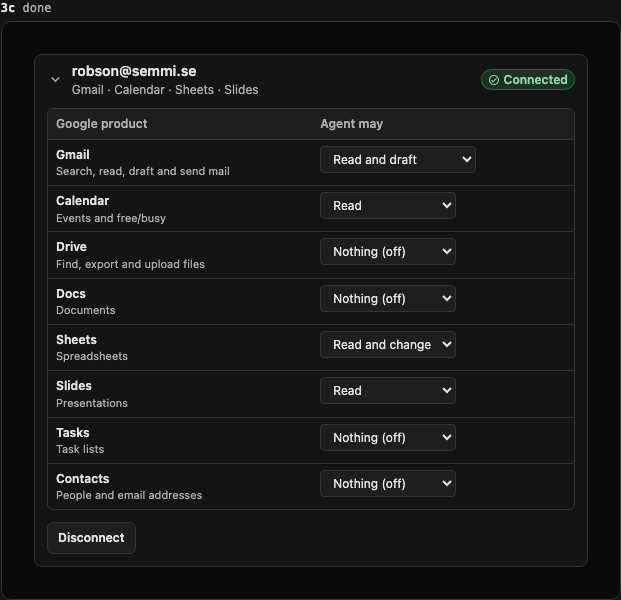 3c done
robson@semmi.se
Gmail · Calendar · Sheets · Slides
Connected
Google product Agent may
Gmail
Search, read, draft and send mail
Read and draft
Calendar
Events and free/busy
Read
Drive
Find, export and upload files
Nothing (off)
Docs
Documents
Nothing (off)
Sheets
Spreadsheets
Read and change
Slides
Presentations
Read
Tasks
Task lists
Nothing (off)
Contacts
People and email addresses
Nothing (off)
Disconnect